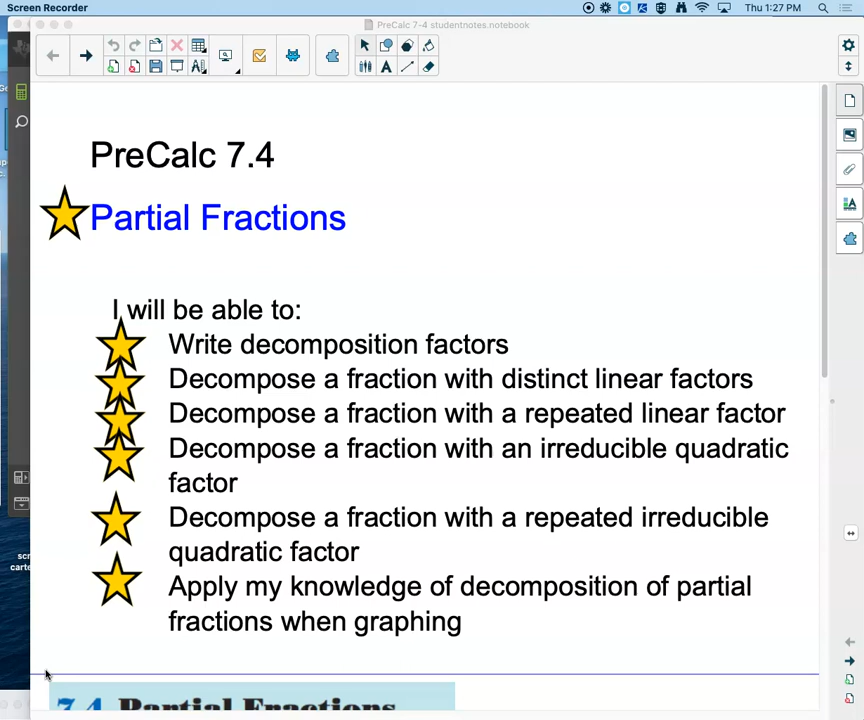 Screen Recorder
Thu 1:27 PM
PreCalc 7.4 studentnotes.notebook
PreCalc 7.4
Partial Fractions
I will be able to:
Write decomposition factors
Decompose a fraction with distinct linear factors
Decompose a fraction with a repeated linear factor
Decompose a fraction with an irreducible quadratic
factor
Decompose a fraction with a repeated irreducible
quadratic factor
Apply my knowledge of decomposition of partial
fractions when graphing
7.4 Partial Fractions